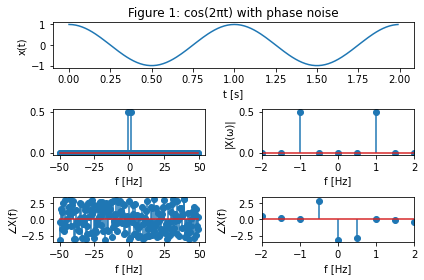 Figure 1: cos(2πt) with phase noise
x(t)
1
0
-1
0.00 0.25 0.50 0.75 1.00 1.25 1.50 1.75 2.00
t [s]
0.5
0.0
-50 -25 0 25 50
f [Hz]
|X(ω)|
0.5
0.0
-2 -1 0 1 2
f [Hz]
∠X(f)
2.5
0.0
-2.5
-50 -25 0 25 50
f [Hz]
∠X(f)
2.5
0.0
-2.5
-2 -1 0 1 2
f [Hz]